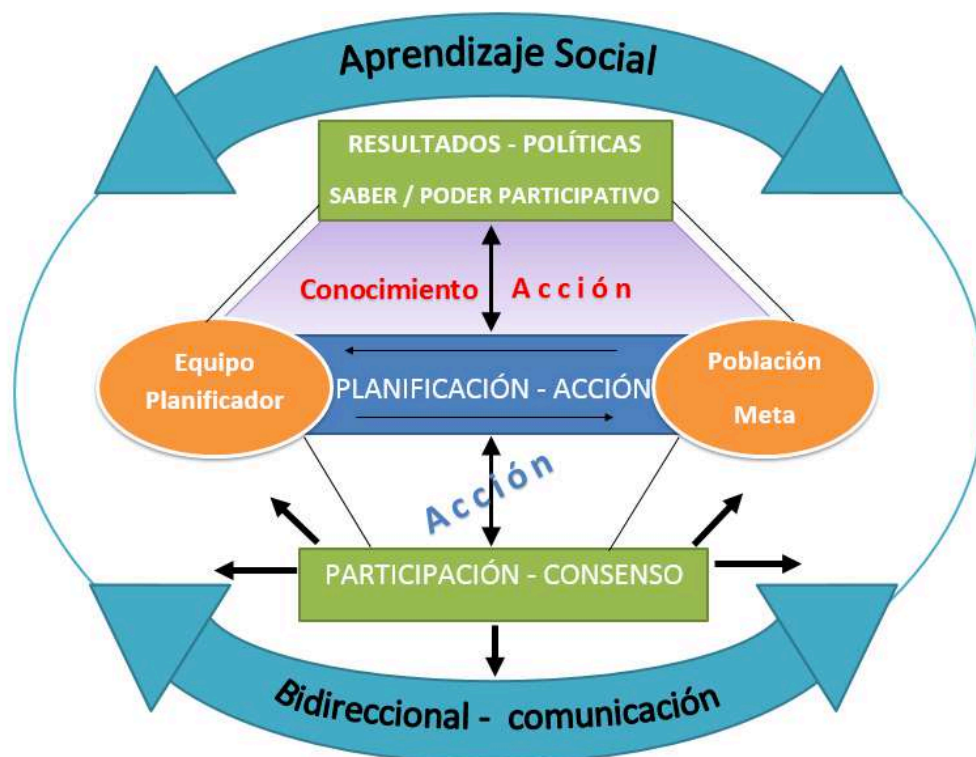 Aprendizaje Social
RESULTADOS - POLÍTICAS
SABER / PODER PARTICIPATIVO
Conocimiento
Acción
Equipo
Planificador
PLANIFICACIÓN - ACCIÓN
Población
Meta
Acción
PARTICIPACIÓN - CONSENSO
Bidireccional - comunicación